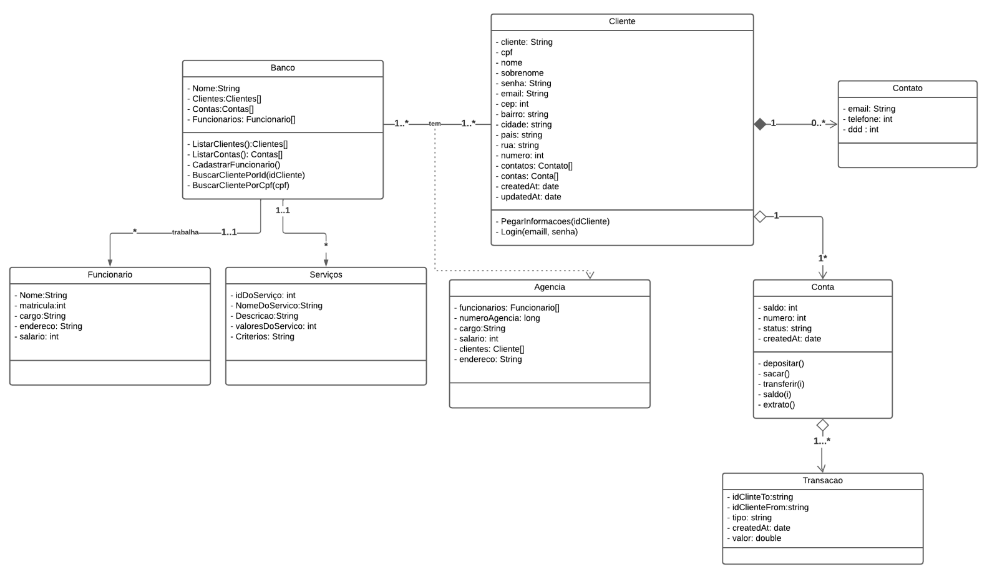 Cliente
- cliente: String
- cpf
- nome
- sobrenome
- senha: String
- email: String
- cep: int
- bairro: string
- cidade: string
- pais: string
- rua: string
- numero: int
- contatos: Contato[]
- contas: Conta[]
- createdAt: date
- updatedAt: date
- PegarInformacoes(idCliente)
- Login(emaill, senha)
Banco
- Nome:String
- Clientes:Clientes[]
- Contas:Contas[]
- Funcionarios: Funcionario[]
- ListarClientes():Clientes[]
- ListarContas(): Contas[]
- CadastrarFuncionario()
- BuscarClientePorId(idCliente)
- BuscarClientePorCpf(cpf)
1..*
tem
1..*
1
0..*
Contato
- email: String
- telefone: int
- ddd : int
1..1
*
trabalha
1..1
*
1
1*
Funcionario
- Nome:String
- matricula:int
- cargo:String
- endereco: String
- salario: int
Serviços
- idDoServiço: int
- NomeDoServico:String
- Descricao:String
- valoresDoServico: int
- Criterios: String
Agencia
- funcionarios: Funcionario[]
- numeroAgencia: long
- cargo:String
- salario: int
- clientes: Cliente[]
- endereco: String
Conta
- saldo: int
- numero: int
- status: string
- createdAt: date
- depositar()
- sacar()
- transferir(i)
- saldo(i)
- extrato()
1...*
Transacao
- idClinteTo:string
- idClienteFrom:string
- tipo: string
- createdAt: date
- valor: double